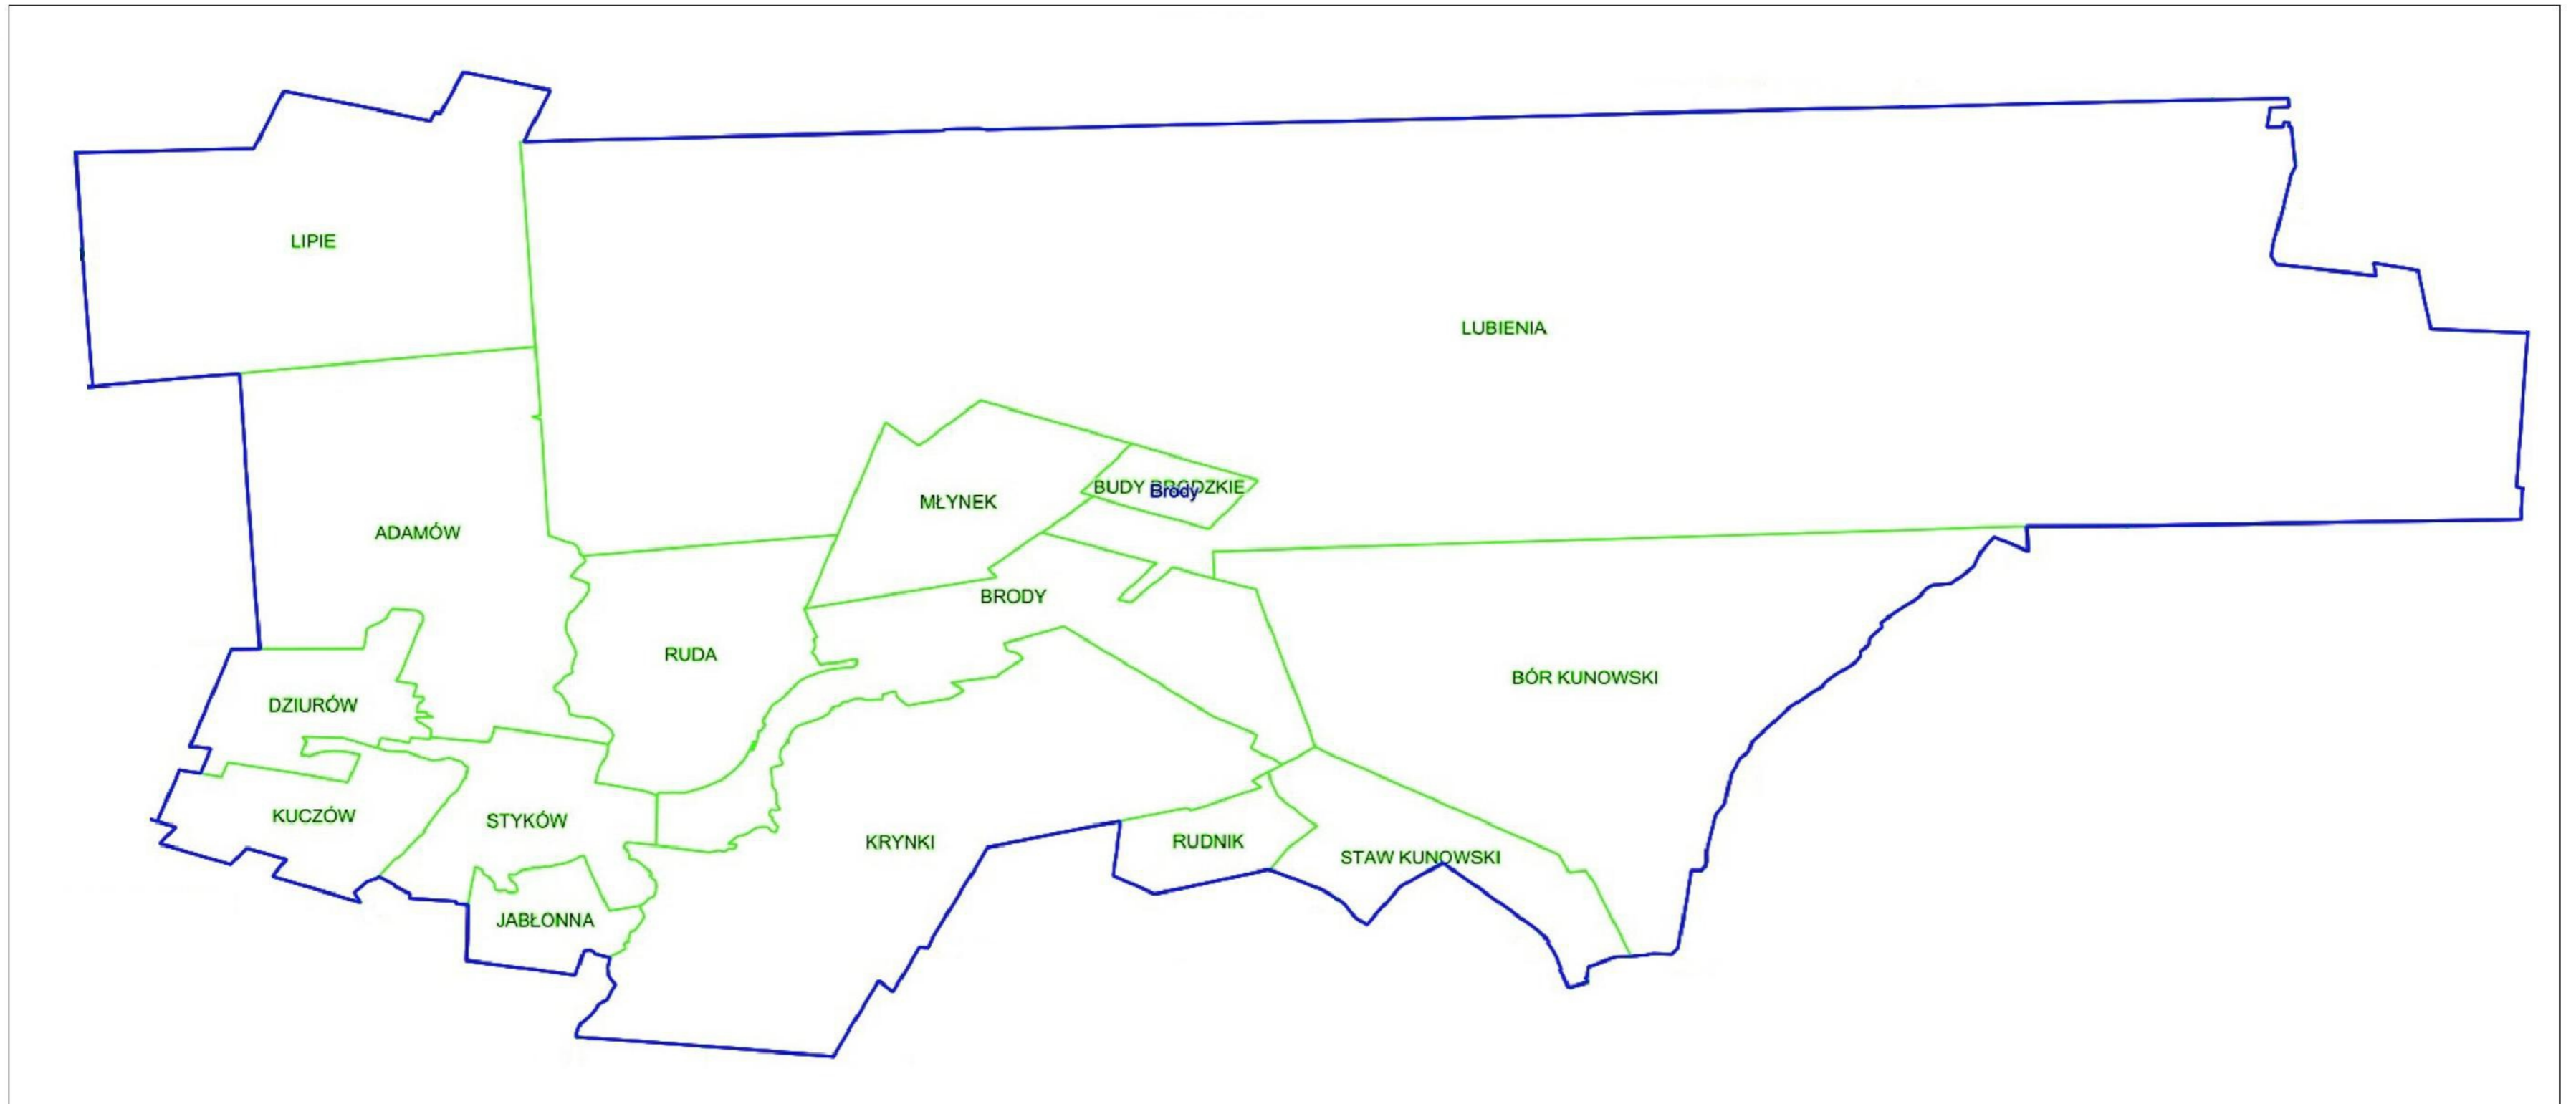 LIPIE
LUBIENIA
BUDY BRODZKIE
Brody
MŁYNEK
ADAMÓW
BRODY
RUDA
BÓR KUNOWSKI
DZIURÓW
KUCZÓW
STYKÓW
KRYNKI
RUDNIK
STAW KUNOWSKI
JABŁONNA